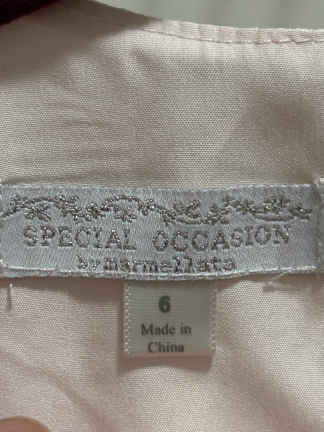 SPECIAL OCCASION
by marmellata
6
Made in
China